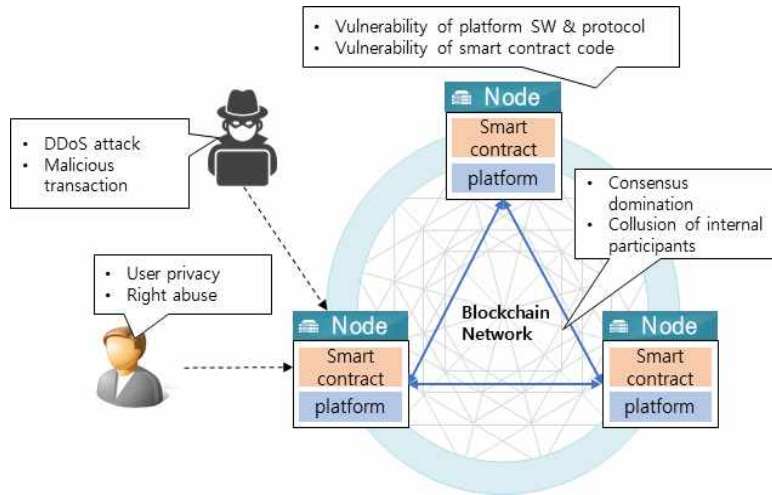 • Vulnerability of platform SW & protocol
• Vulnerability of smart contract code
Node
Smart
contract
platform
• DDoS attack
• Malicious
transaction
• Consensus
domination
• Collusion of internal
participants
• User privacy
• Right abuse
Blockchain
Network
Node
Smart
contract
platform
Node
Smart
contract
platform